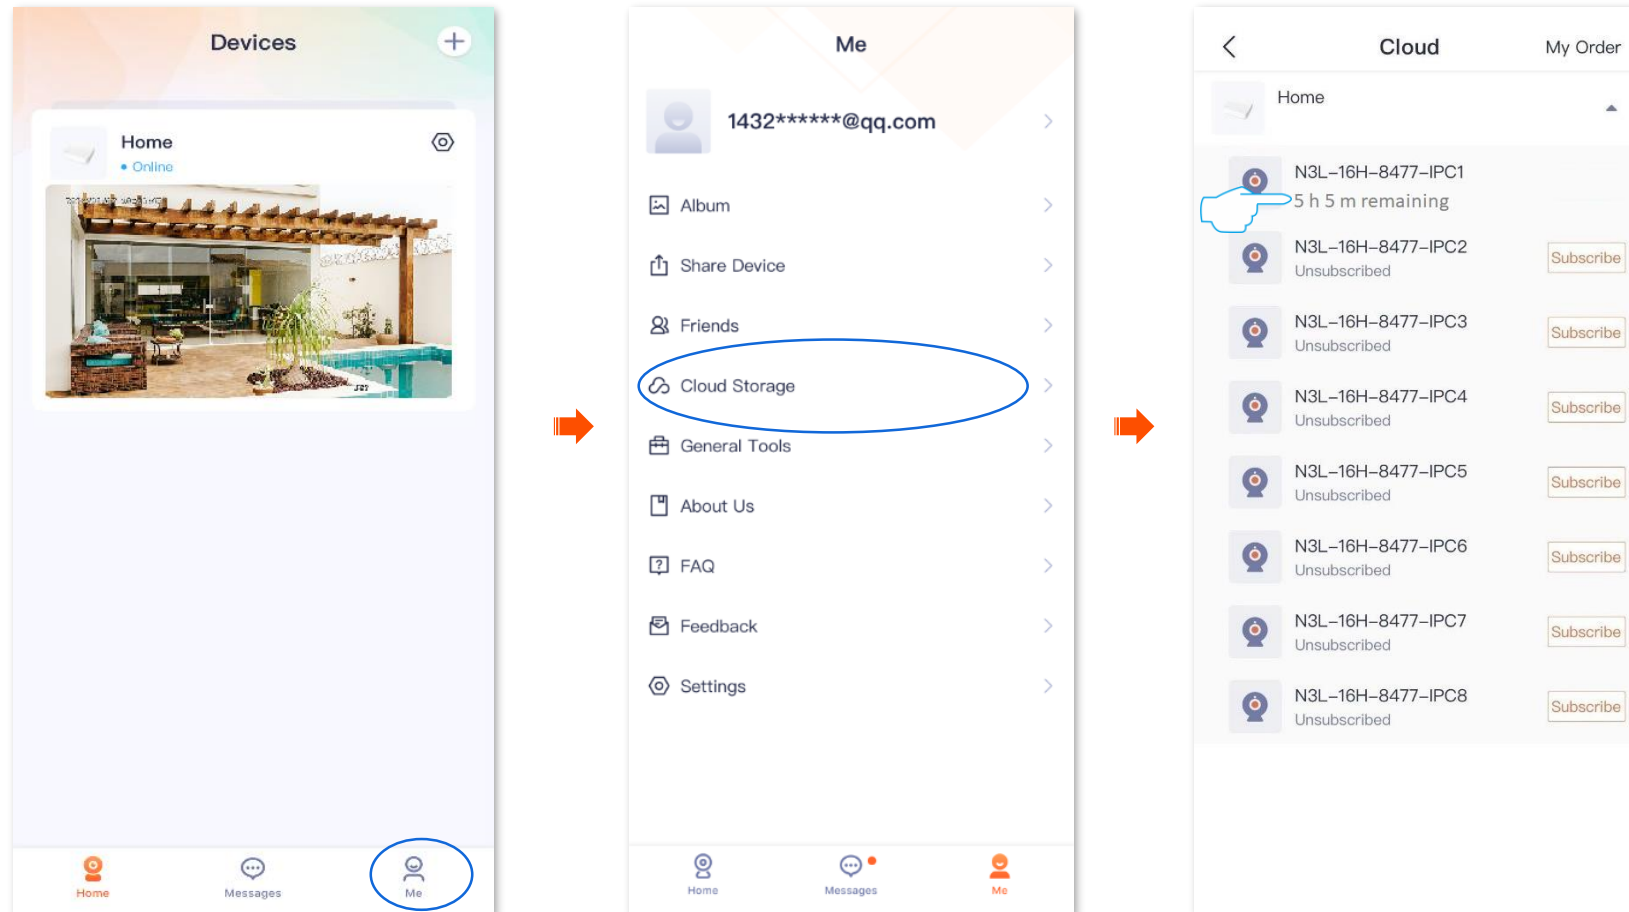 Devices
Home
Online
Home
Messages
Me
Me
1432******@qq.com
Album
Share Device
Friends
Cloud Storage
General Tools
About Us
FAQ
Feedback
Settings
Home
Messages
Me
Cloud
My Order
Home
N3L-16H-8477-IPC1
5 h 5 m remaining
N3L-16H-8477-IPC2
Unsubscribed
Subscribe
N3L-16H-8477-IPC3
Unsubscribed
Subscribe
N3L-16H-8477-IPC4
Unsubscribed
Subscribe
N3L-16H-8477-IPC5
Unsubscribed
Subscribe
N3L-16H-8477-IPC6
Unsubscribed
Subscribe
N3L-16H-8477-IPC7
Unsubscribed
Subscribe
N3L-16H-8477-IPC8
Unsubscribed
Subscribe